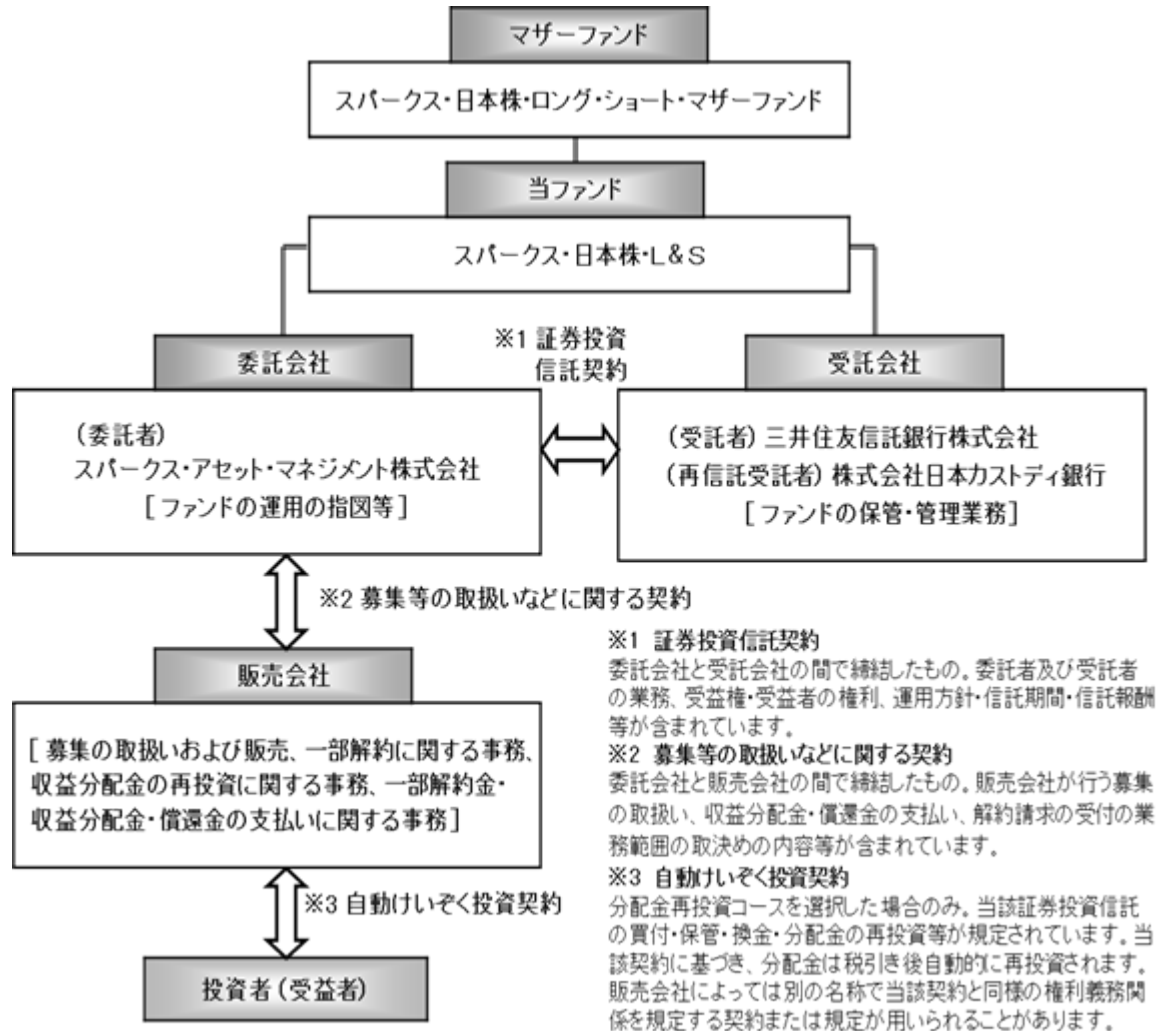 マザーファンド
スパークス・日本株・ロング・ショート・マザーファンド
当ファンド
スパークス・日本株・L&S
委託会社
(委託者)
スパークス・アセット・マネジメント株式会社
[ファンドの運用の指図等]
※1 証券投資
信託契約
受託会社
(受託者) 三井住友信託銀行株式会社
(再信託受託者) 株式会社日本カストディ銀行
[ファンドの保管・管理業務]
※2 募集等の取扱いなどに関する契約
販売会社
[ 募集の取扱いおよび販売、一部解約に関する事務、
収益分配金の再投資に関する事務、一部解約金・
収益分配金・償還金の支払いに関する事務]
※3 自動けいぞく投資契約
投資者(受益者)
※1 証券投資信託契約
委託会社と受託会社の間で締結したもの。委託者及び受託者
の業務、受益権・受益者の権利、運用方針・信託期間・信託報酬
等が含まれています。
※2 募集等の取扱いなどに関する契約
委託会社と販売会社の間で締結したもの。販売会社が行う募集
の取扱い、収益分配金・償還金の支払い、解約請求の受付の業
務範囲の取決めの内容等が含まれています。
※3 自動けいぞく投資契約
分配金再投資コースを選択した場合のみ。当該証券投資信託
の買付・保管・換金・分配金の再投資等が規定されています。当
該契約に基づき、分配金は税引き後自動的に再投資されます。
販売会社によっては別の名称で当該契約と同様の権利義務関
係を規定する契約または規定が用いられることがあります。